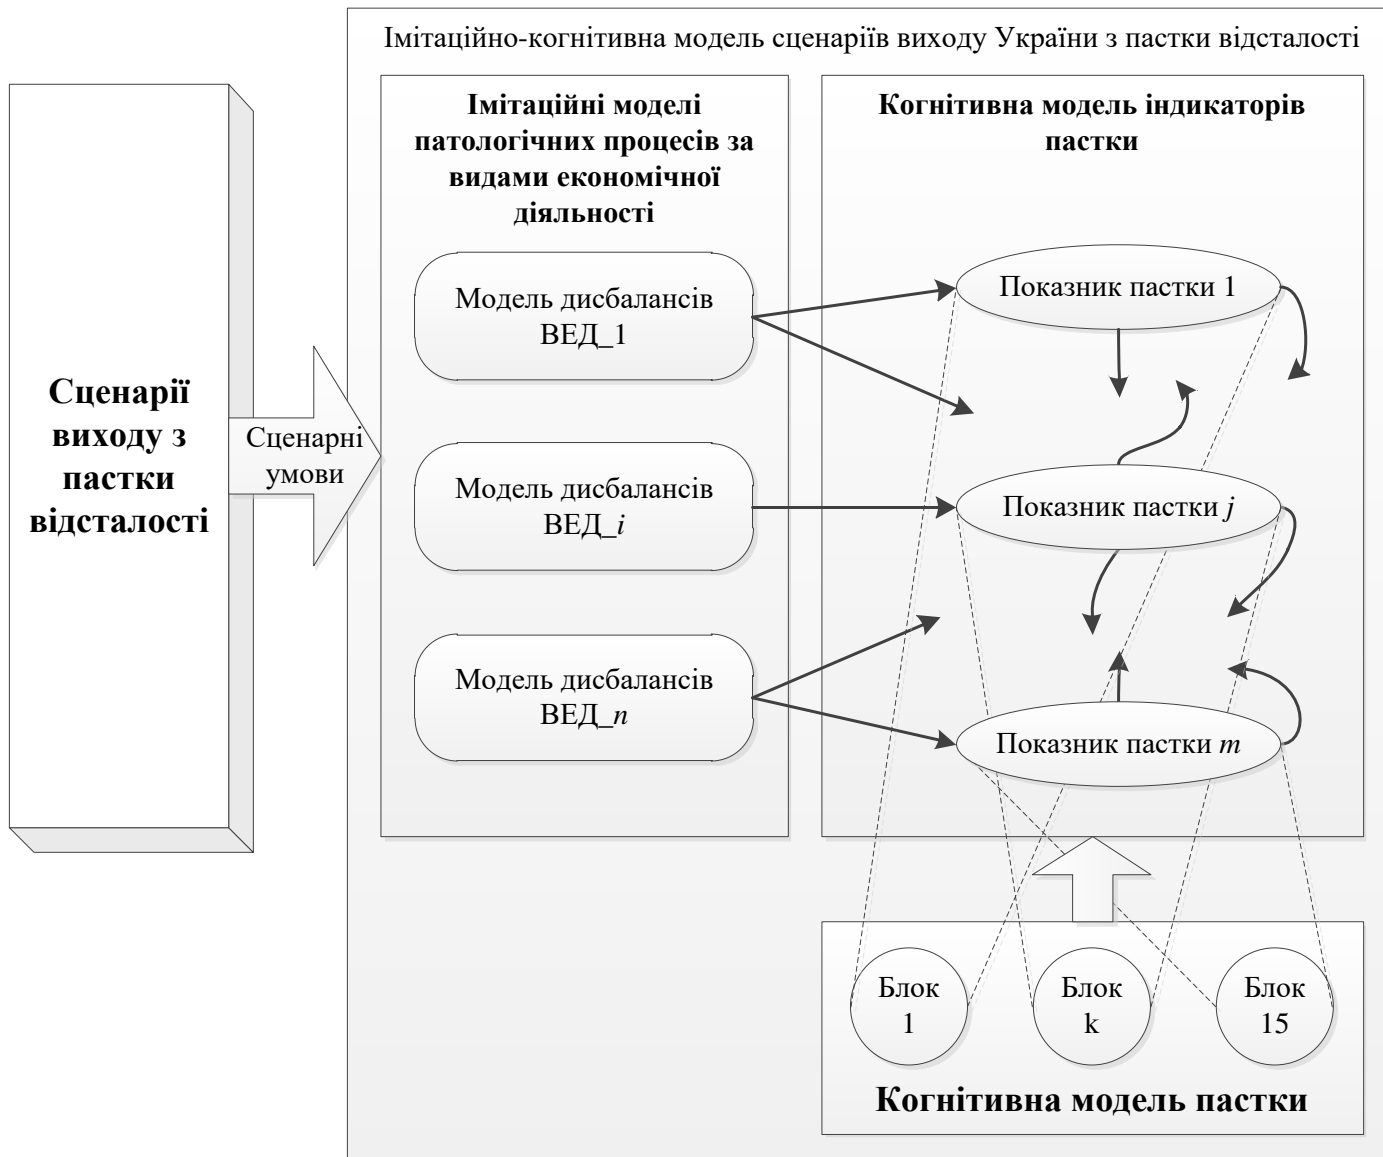 Імітаційно-когнітивна модель сценаріїв виходу України з пастки відсталості
Сценарії
виходу з
пастки
відсталості
Сценарні
умови
Імітаційні моделі
патологічних процесів за
видами економічної
діяльності
Модель дисбалансів
ВЕД_1
Модель дисбалансів
ВЕД_i
Модель дисбалансів
ВЕД_n
Когнітивна модель індикаторів
пастки
Показник пастки 1
Показник пастки j
Показник пастки m
Блок
1
Блок
k
Блок
15
Когнітивна модель пастки